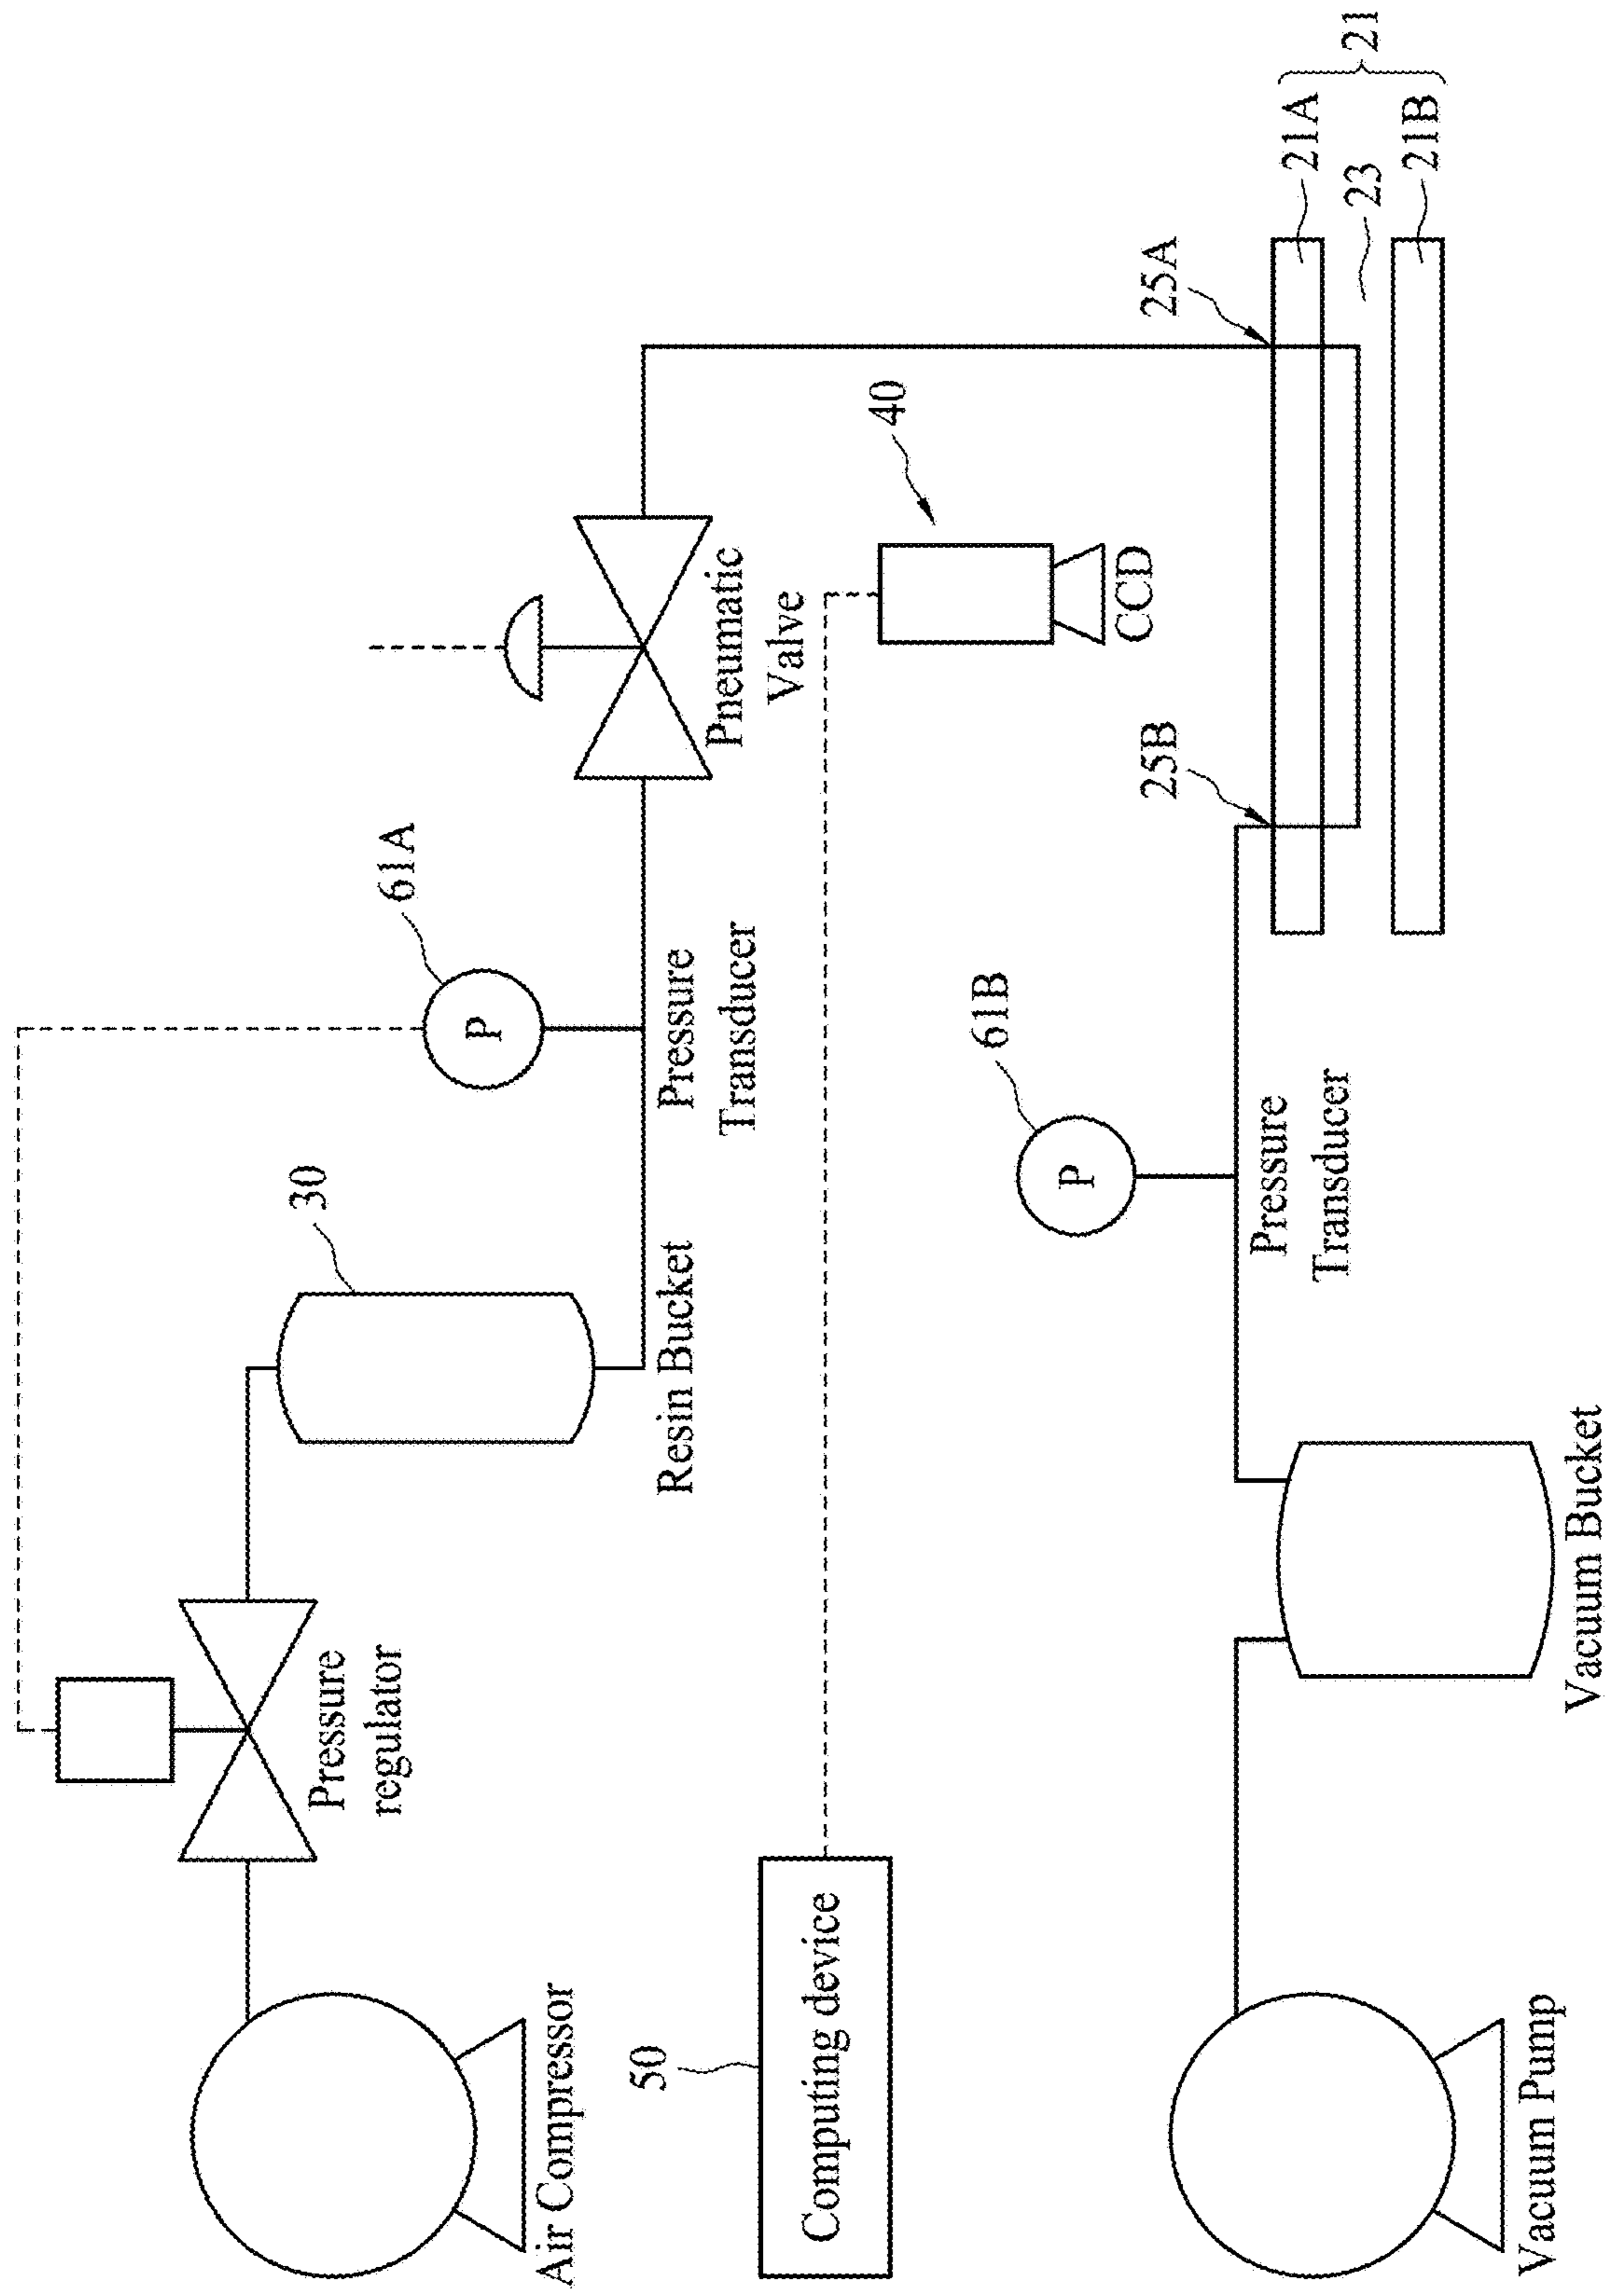 30
61A
P
Air Compressor
Pressure
regulator
Resin Bucket
Pressure
Transducer
Pneumatic
Valve
50
Computing device
40
CCD
61B
P
Pressure
Transducer
25B
25A
21A
23
21B
21
Vacuum Pump
Vacuum Bucket